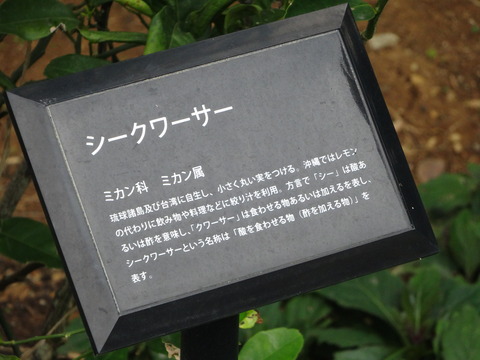 シークワーサー
ミカン科　ミカン属
琉球諸島及び台湾に自生し、小さく丸い実をつける。沖縄ではレモン
の代わりに飲み物や料理などに絞り汁を利用。方言で「シー」は酸あ
るいは酢を意味し、「クワーサー」は食わせる物あるいは加えるを表し、
シークワーサーという名称は「酸を食わせる物（酢を加える物）」を
表す。